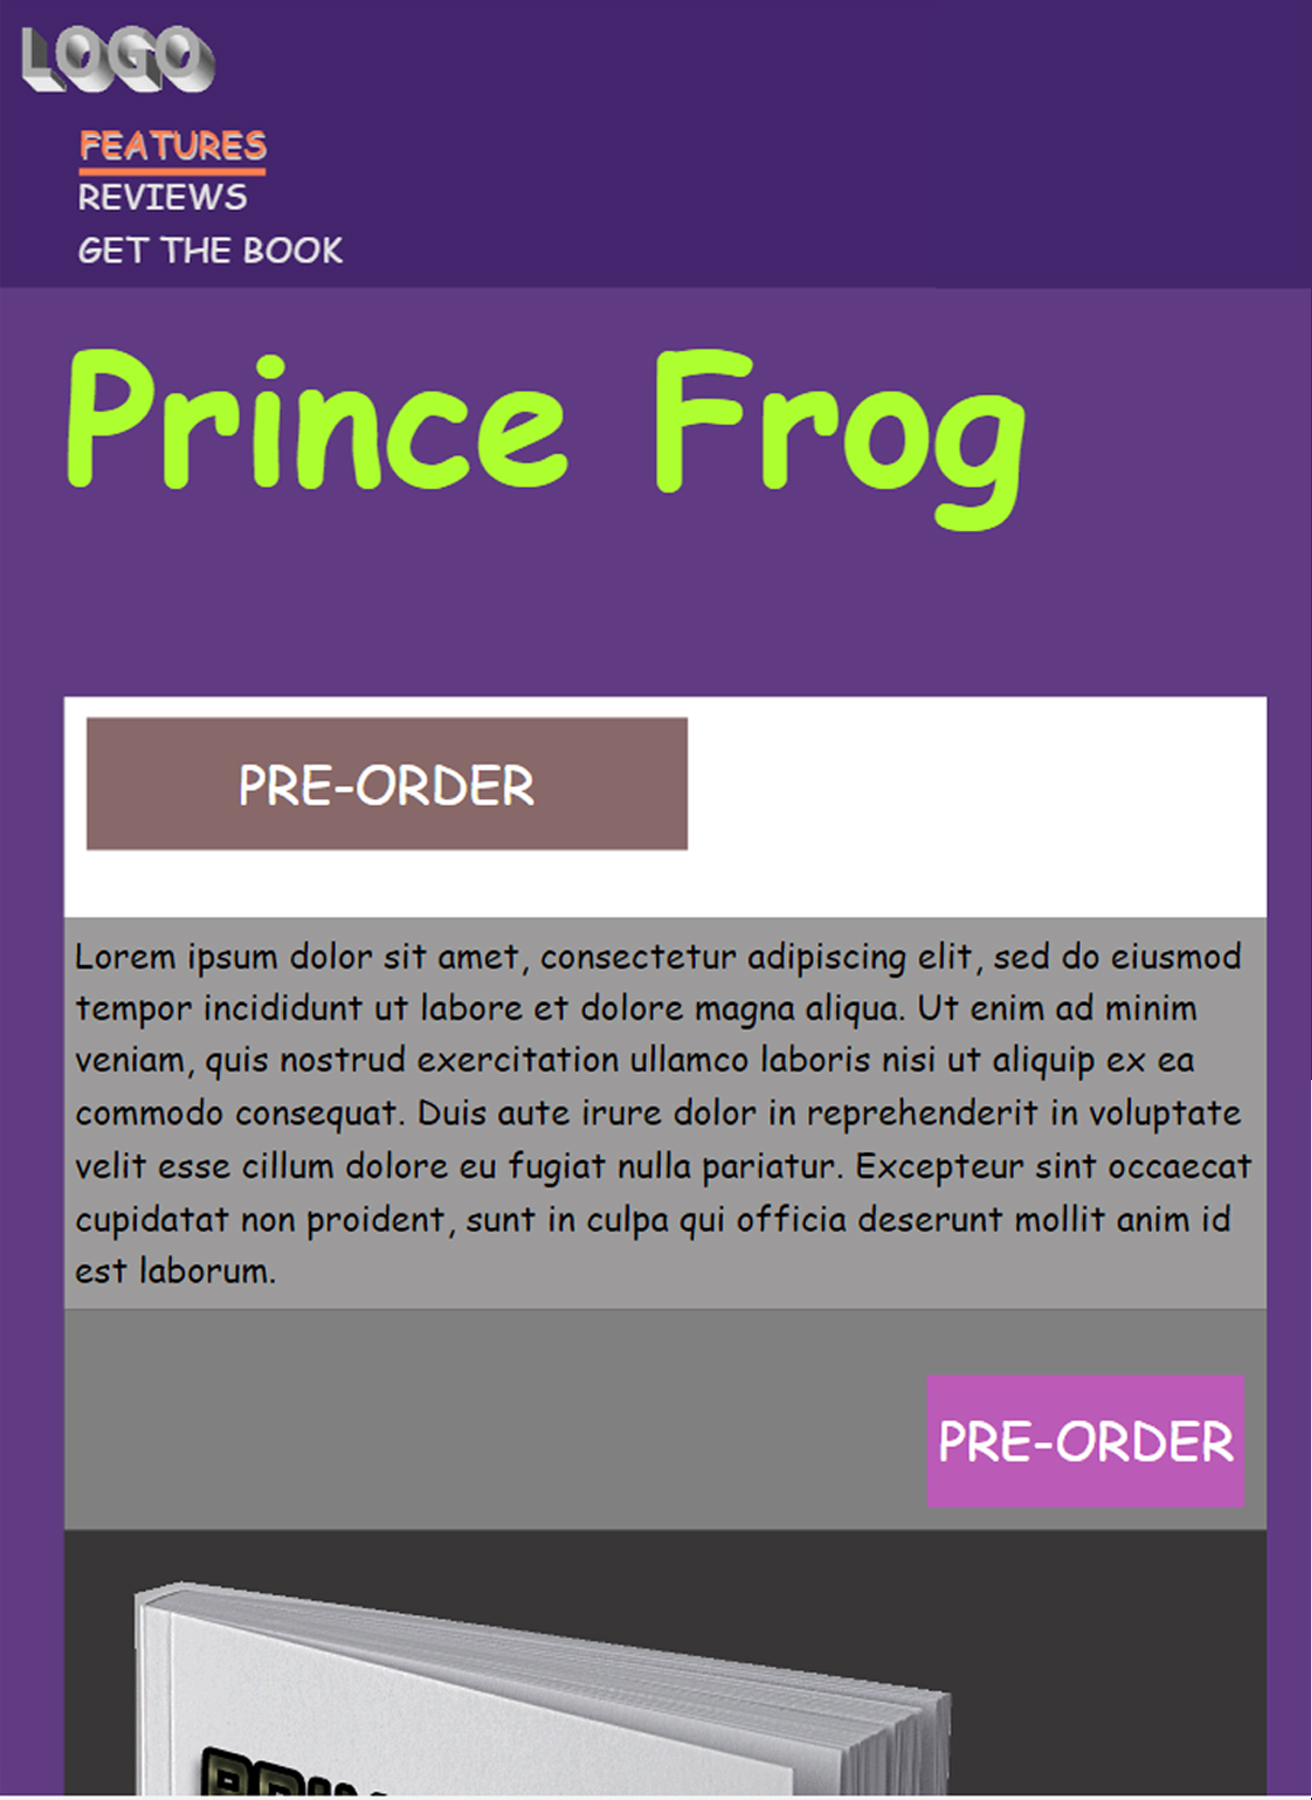 LOGO
FEATURES
REVIEWS
GET THE BOOK
Prince Frog
PRE-ORDER
Lorem ipsum dolor sit amet, consectetur adipiscing elit, sed do eiusmod
tempor incididunt ut labore et dolore magna aliqua. Ut enim ad minim
veniam, quis nostrud exercitation ullamco laboris nisi ut aliquip ex ea
commodo consequat. Duis aute irure dolor in reprehenderit in voluptate
velit esse cillum dolore eu fugiat nulla pariatur. Excepteur sint occaecat
cupidatat non proident, sunt in culpa qui officia deserunt mollit anim id
est laborum.
PRE-ORDER